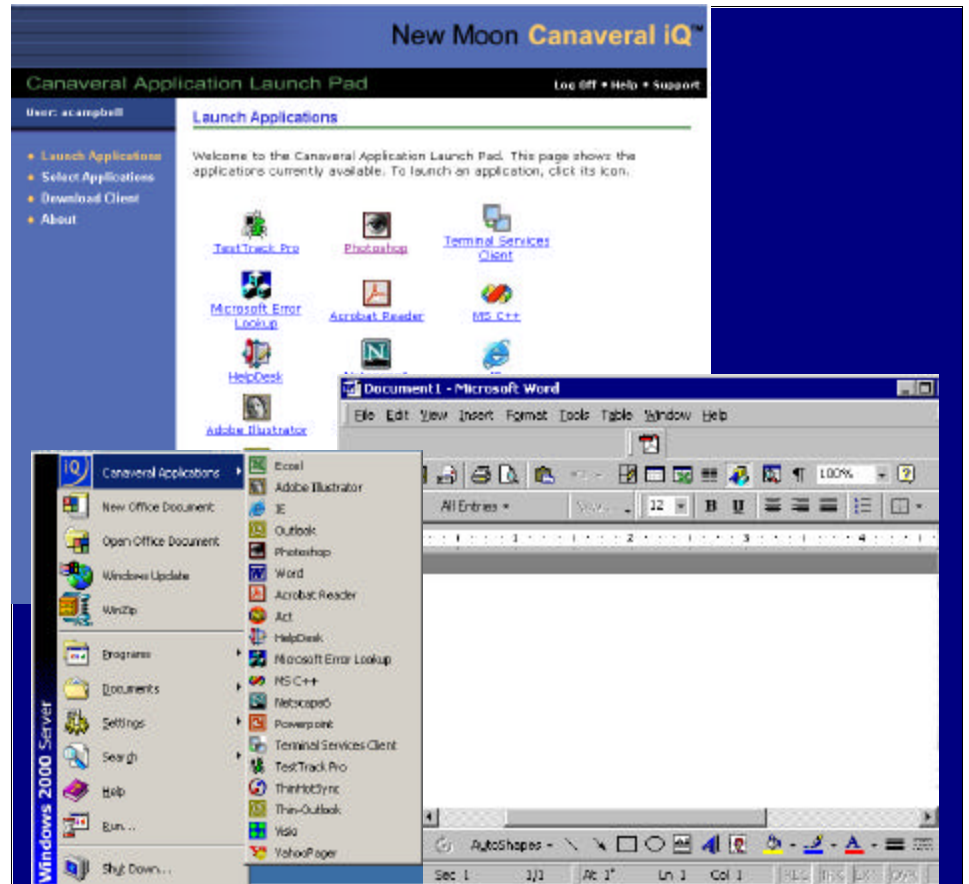 New Moon Canaveral iQ™
Canaveral Application Launch Pad
Log Off • Help • Support
User: acampbell
Launch Applications
• Launch Applications
• Select Applications
• Download Client
• About
Welcome to the Canaveral Application Launch Pad. This page shows the
applications currently available. To launch an application, click its icon.
TestTrack Pro
Photoshop
Terminal Services
Client
Microsoft Error
Lookup
Acrobat Reader
MS C++
HelpDesk
Adobe Illustrator
Document1 - Microsoft Word
File Edit View Insert Format Tools Table Window Help
100%
All Entries
12
B U
1 2 3 4
AutoShapes
Sec 1 1/1 At 1" Ln 1 Col 1
Windows 2000 Server
iQ
Canaveral Applications
New Office Document
Open Office Document
Windows Update
WinZip
Programs
Documents
Settings
Search
Help
Run...
Shut Down...
Excel
Adobe Illustrator
IE
Outlook
Photoshop
Word
Acrobat Reader
Act
HelpDesk
Microsoft Error Lookup
MS C++
Netscape6
Powerpoint
Terminal Services Client
TestTrack Pro
ThinHotSync
Thin-Outlook
Visio
YahooPager